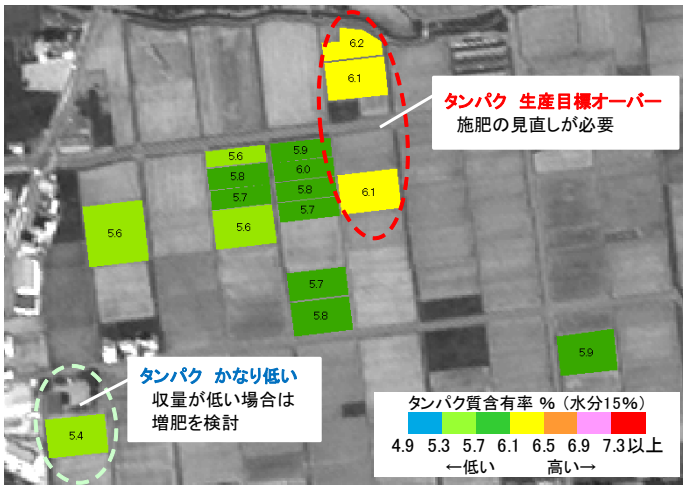 6.2
6.1
タンパク 生産目標オーバー
施肥の見直しが必要
5.6
5.9
5.8
6.0
5.7
5.8
5.7
6.1
5.6
5.6
5.7
5.8
5.9
タンパク かなり低い
収量が低い場合は
増肥を検討
5.4
タンパク質含有率 % (水分15%)
4.9 5.3 5.7 6.1 6.5 6.9 7.3以上
←低い 高い→